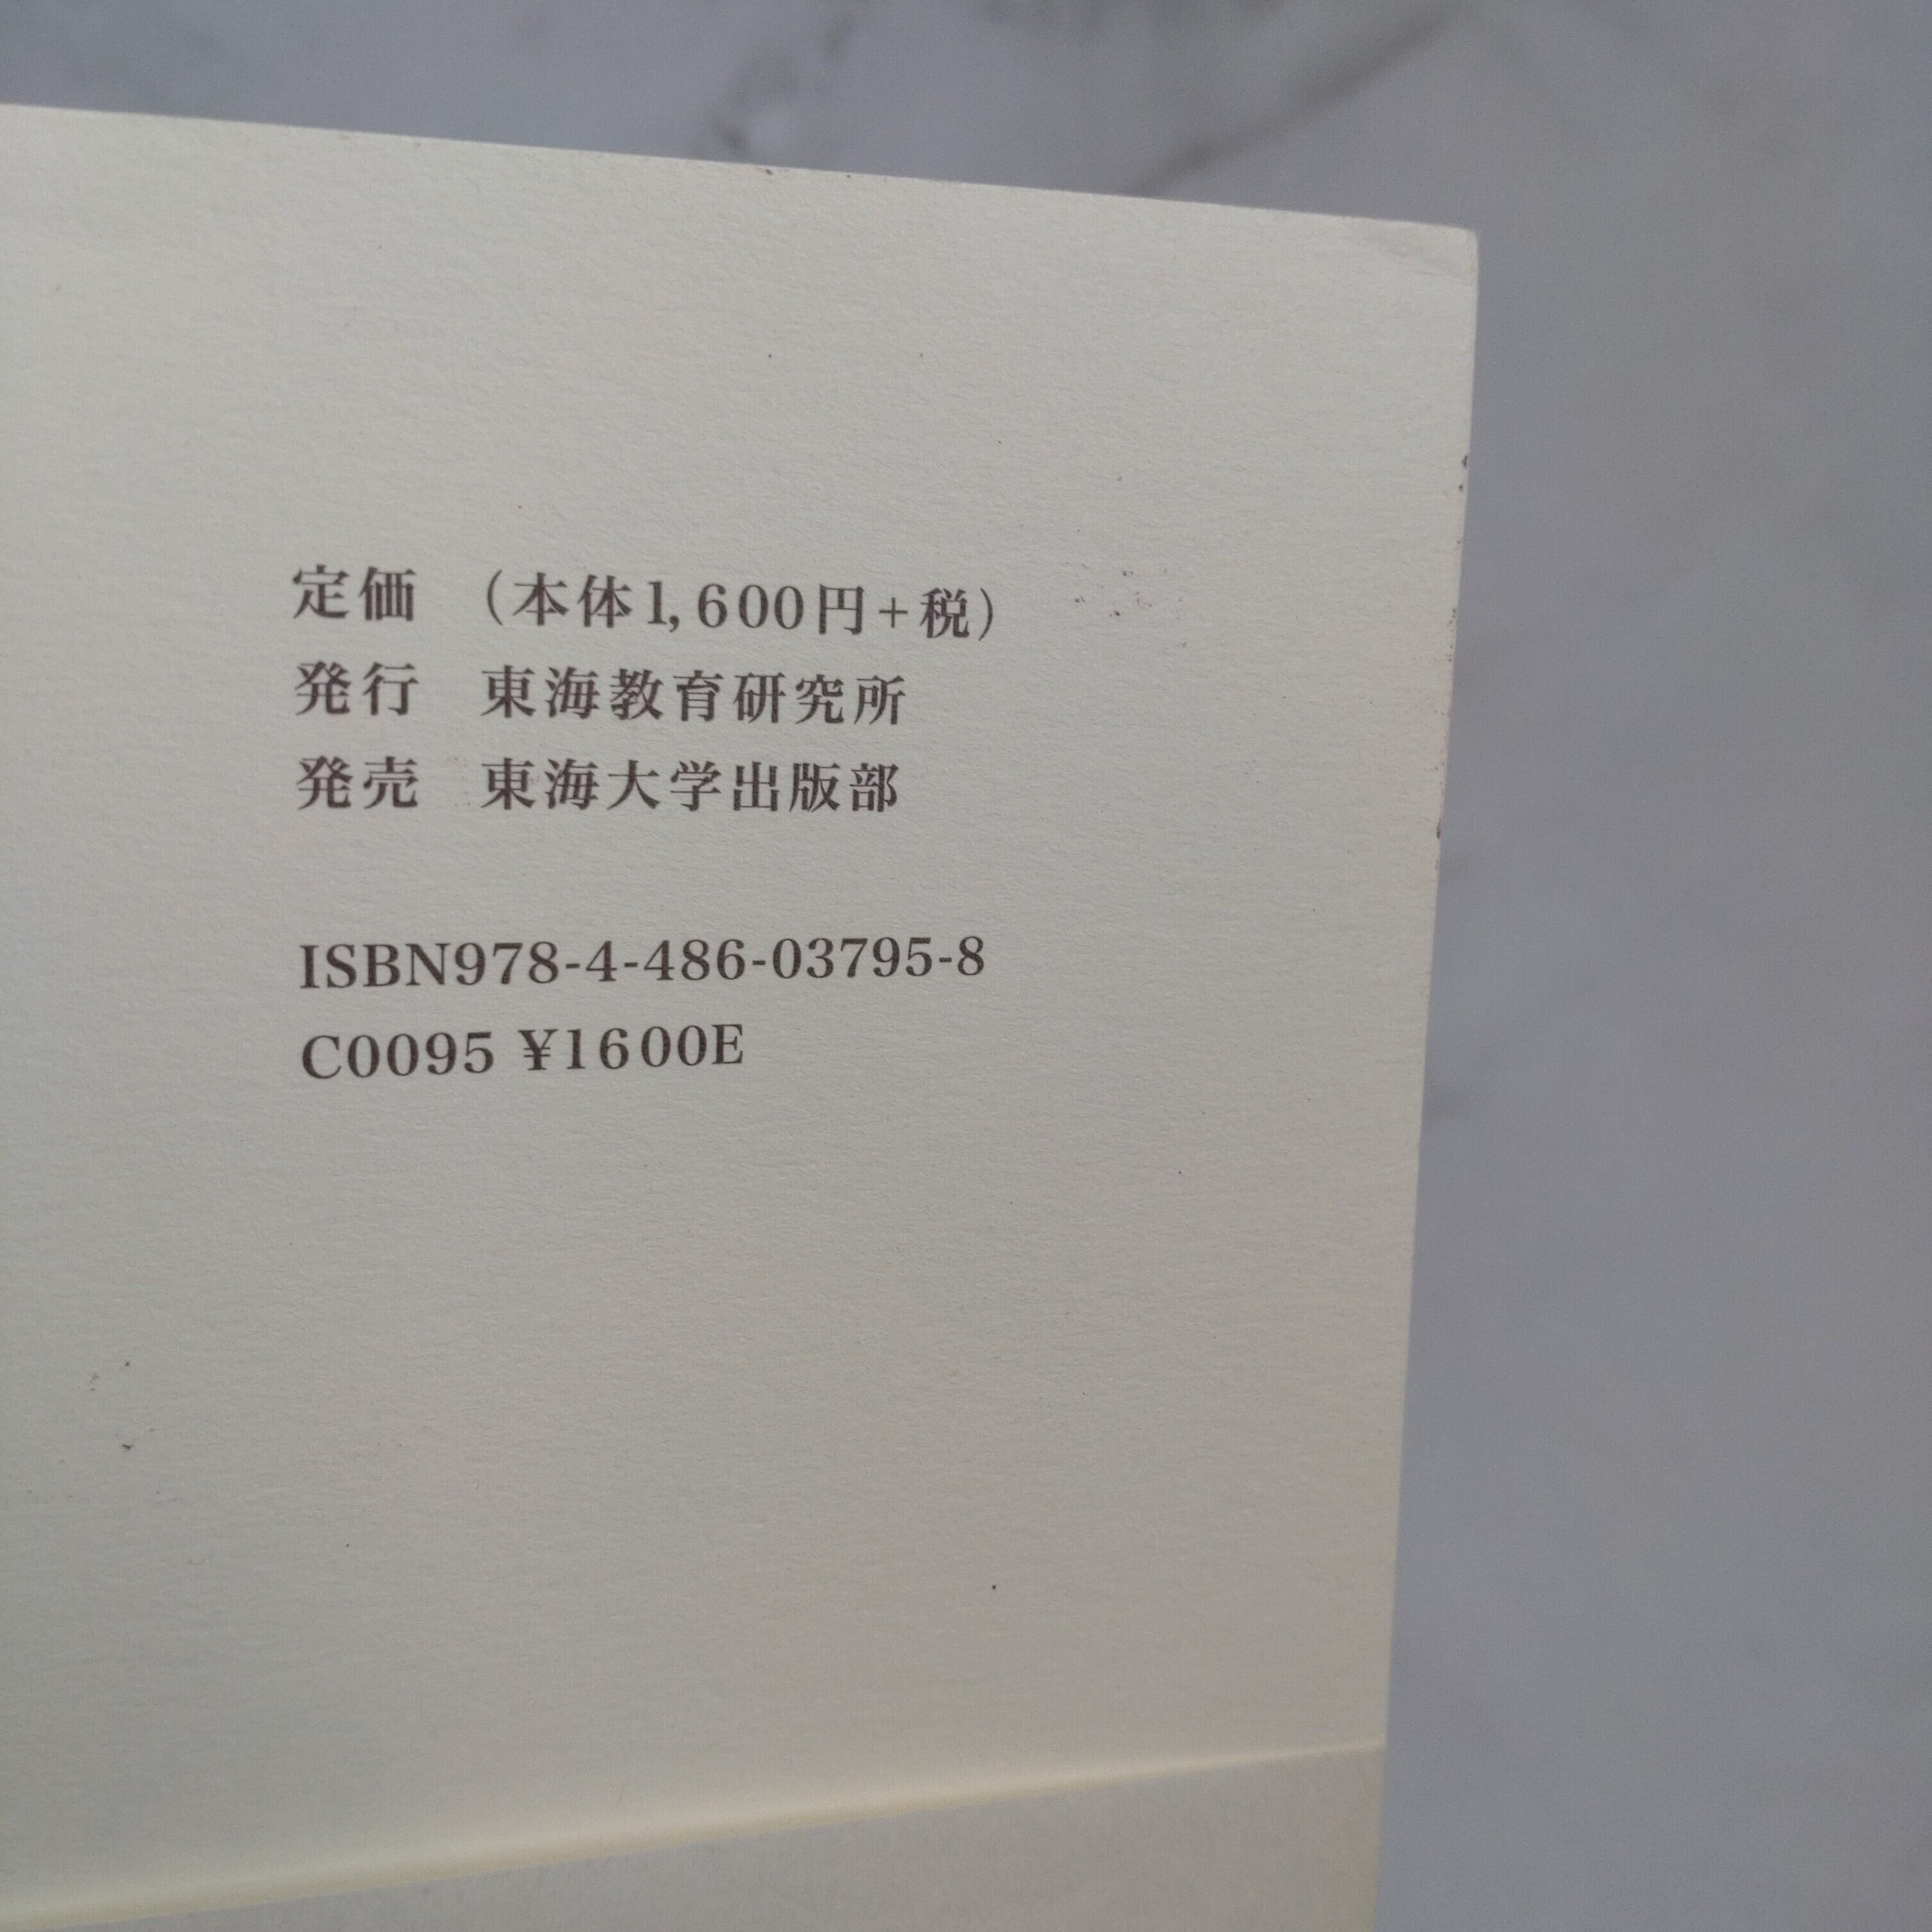 定価 (本体1,600円+税)
発行 東海教育研究所
発売 東海大学出版部
ISBN978-4-486-03795-8
C0095 ¥1600E